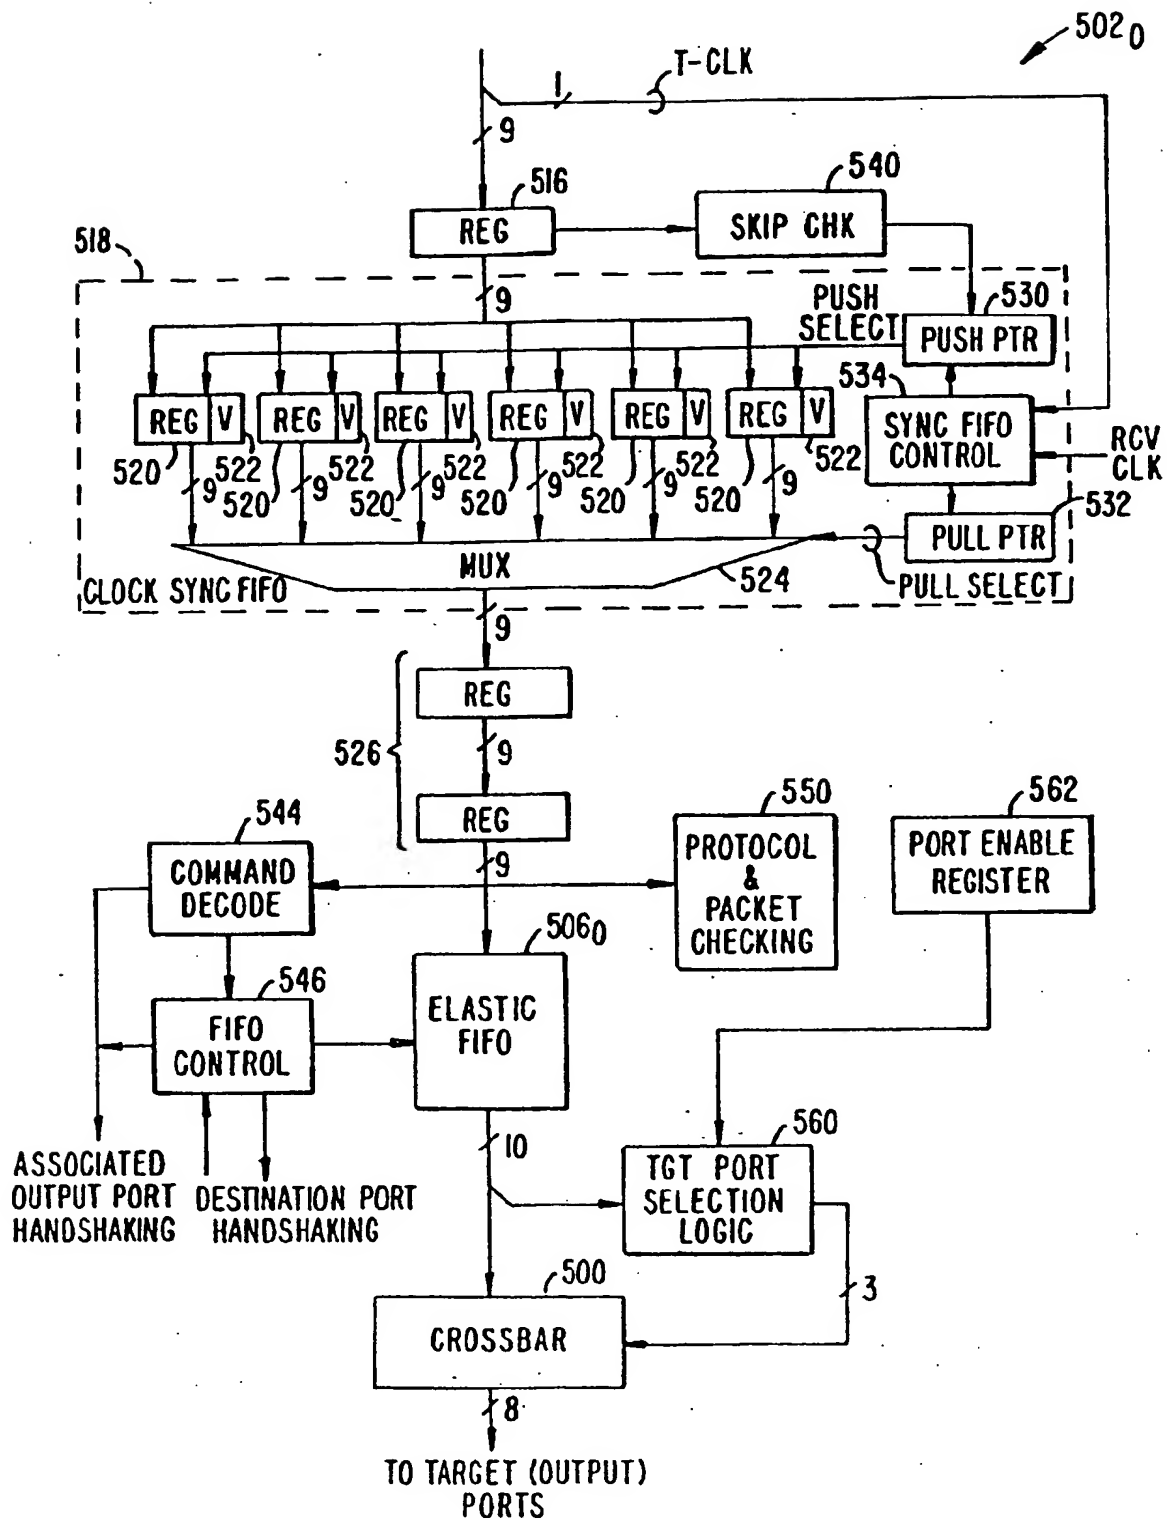 502₀
T-CLK
1
9
516
540
REG
SKIP CHK
518
9
PUSH
SELECT
530
PUSH PTR
534
REG V REG V REG V REG V REG V REG V
SYNC FIFO
CONTROL
RCV
CLK
520 522 520 522 520 522 520 522 520 522 520 522
9 9 9 9 9 9
532
PULL PTR
MUX
524
PULL SELECT
CLOCK SYNC FIFO
9
REG
526
9
REG
9
544
COMMAND
DECODE
550
PROTOCOL
&
PACKET
CHECKING
562
PORT ENABLE
REGISTER
506₀
ELASTIC
FIFO
546
FIFO
CONTROL
10
560
TGT PORT
SELECTION
LOGIC
ASSOCIATED
OUTPUT PORT
HANDSHAKING
DESTINATION PORT
HANDSHAKING
3
500
CROSSBAR
8
TO TARGET (OUTPUT)
PORTS